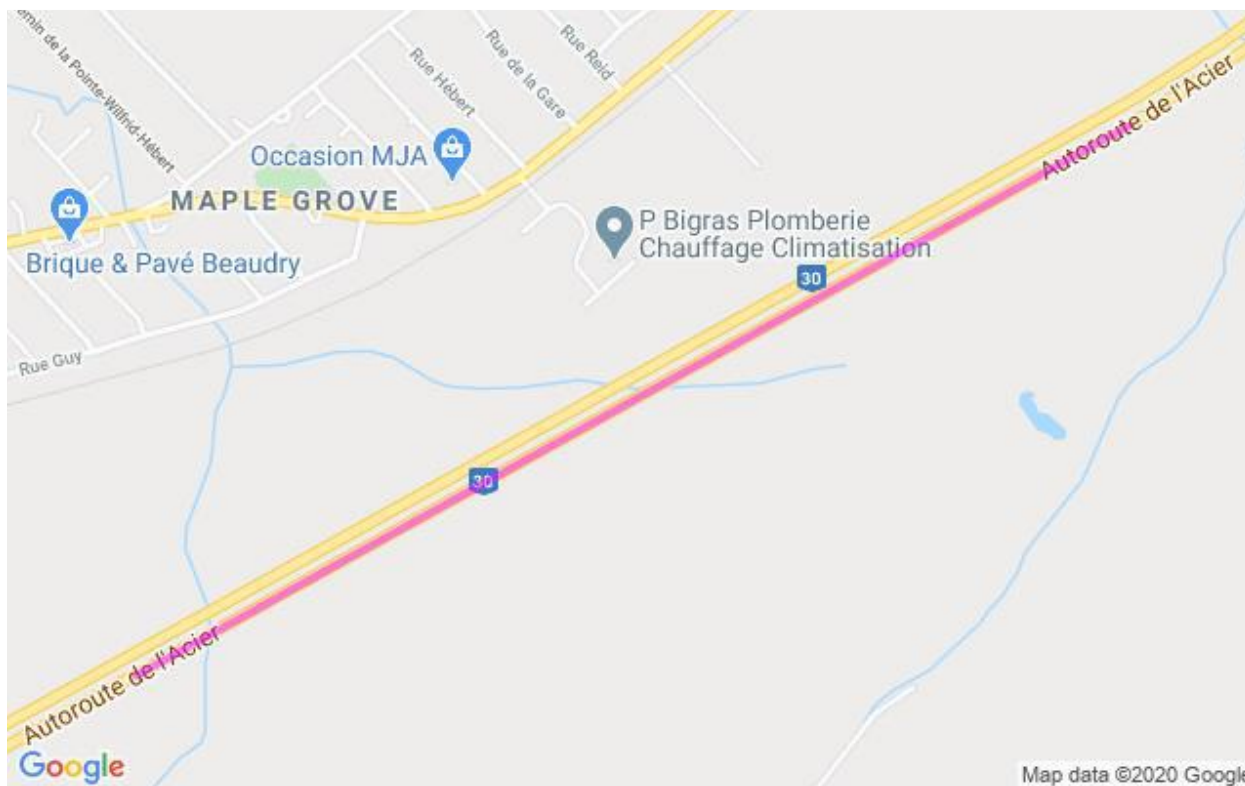 emin de la Pointe-Wilfrid-Hébert
Rue Hébert
Rue de la Gare
Rue Reid
Autoroute de l'Acier
Occasion MJA
MAPLE GROVE
P Bigras Plomberie
Chauffage Climatisation
Brique & Pavé Beaudry
30
Rue Guy
30
Autoroute de l'Acier
Google
Map data ©2020 Google